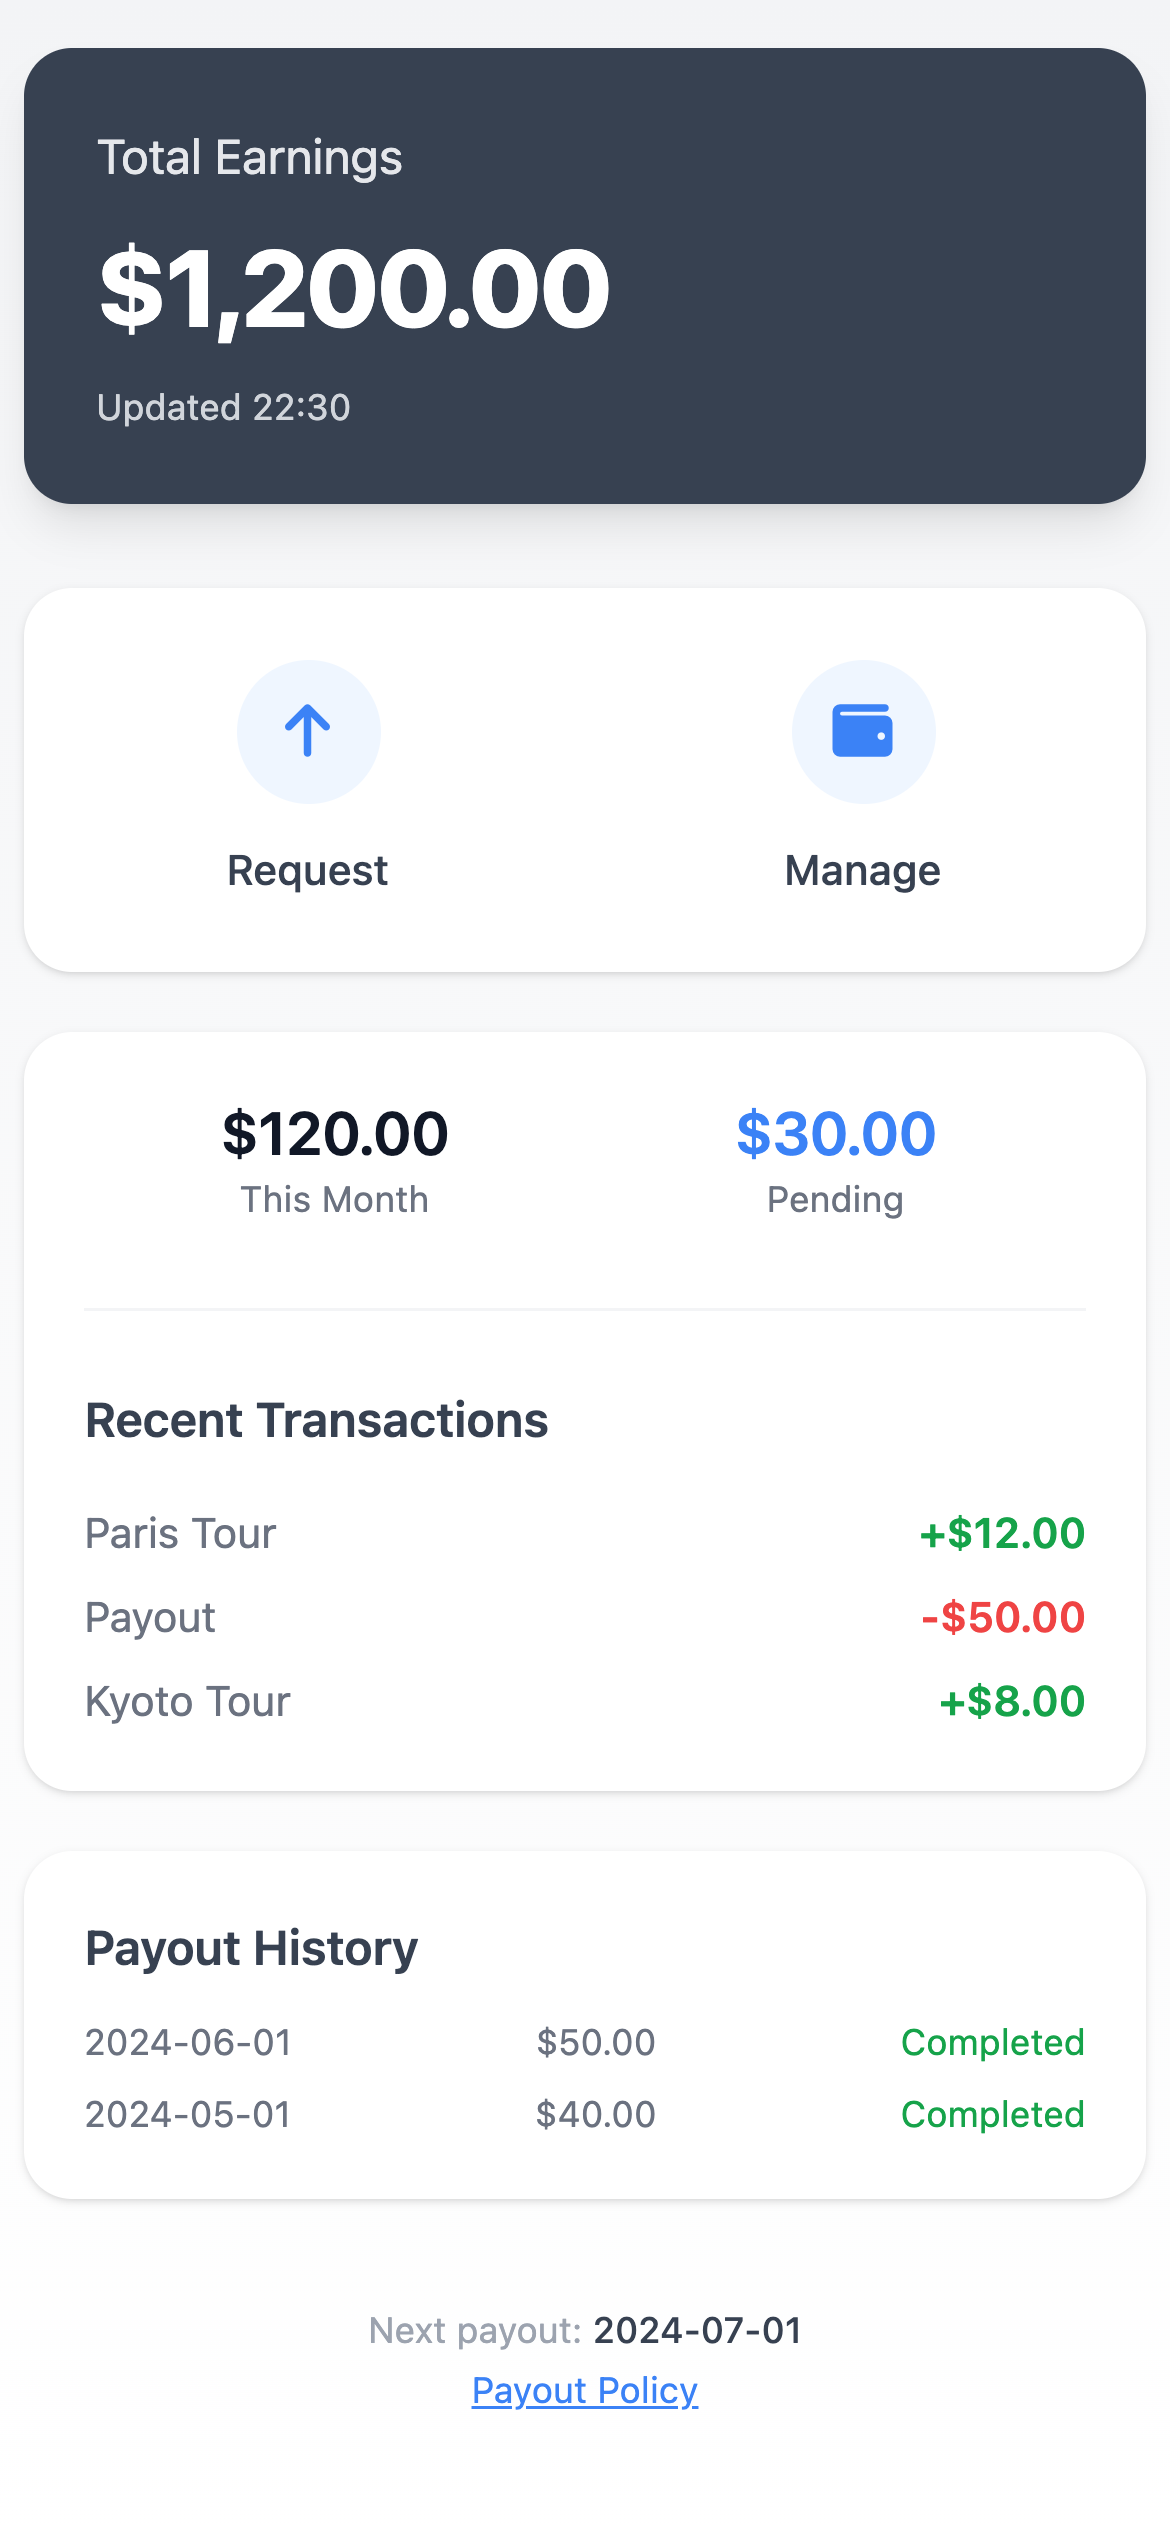 Total Earnings
$1,200.00
Updated 22:30
Request
Manage
$120.00
This Month
$30.00
Pending
Recent Transactions
Paris Tour +$12.00
Payout -$50.00
Kyoto Tour +$8.00
Payout History
2024-06-01 $50.00 Completed
2024-05-01 $40.00 Completed
Next payout: 2024-07-01
Payout Policy